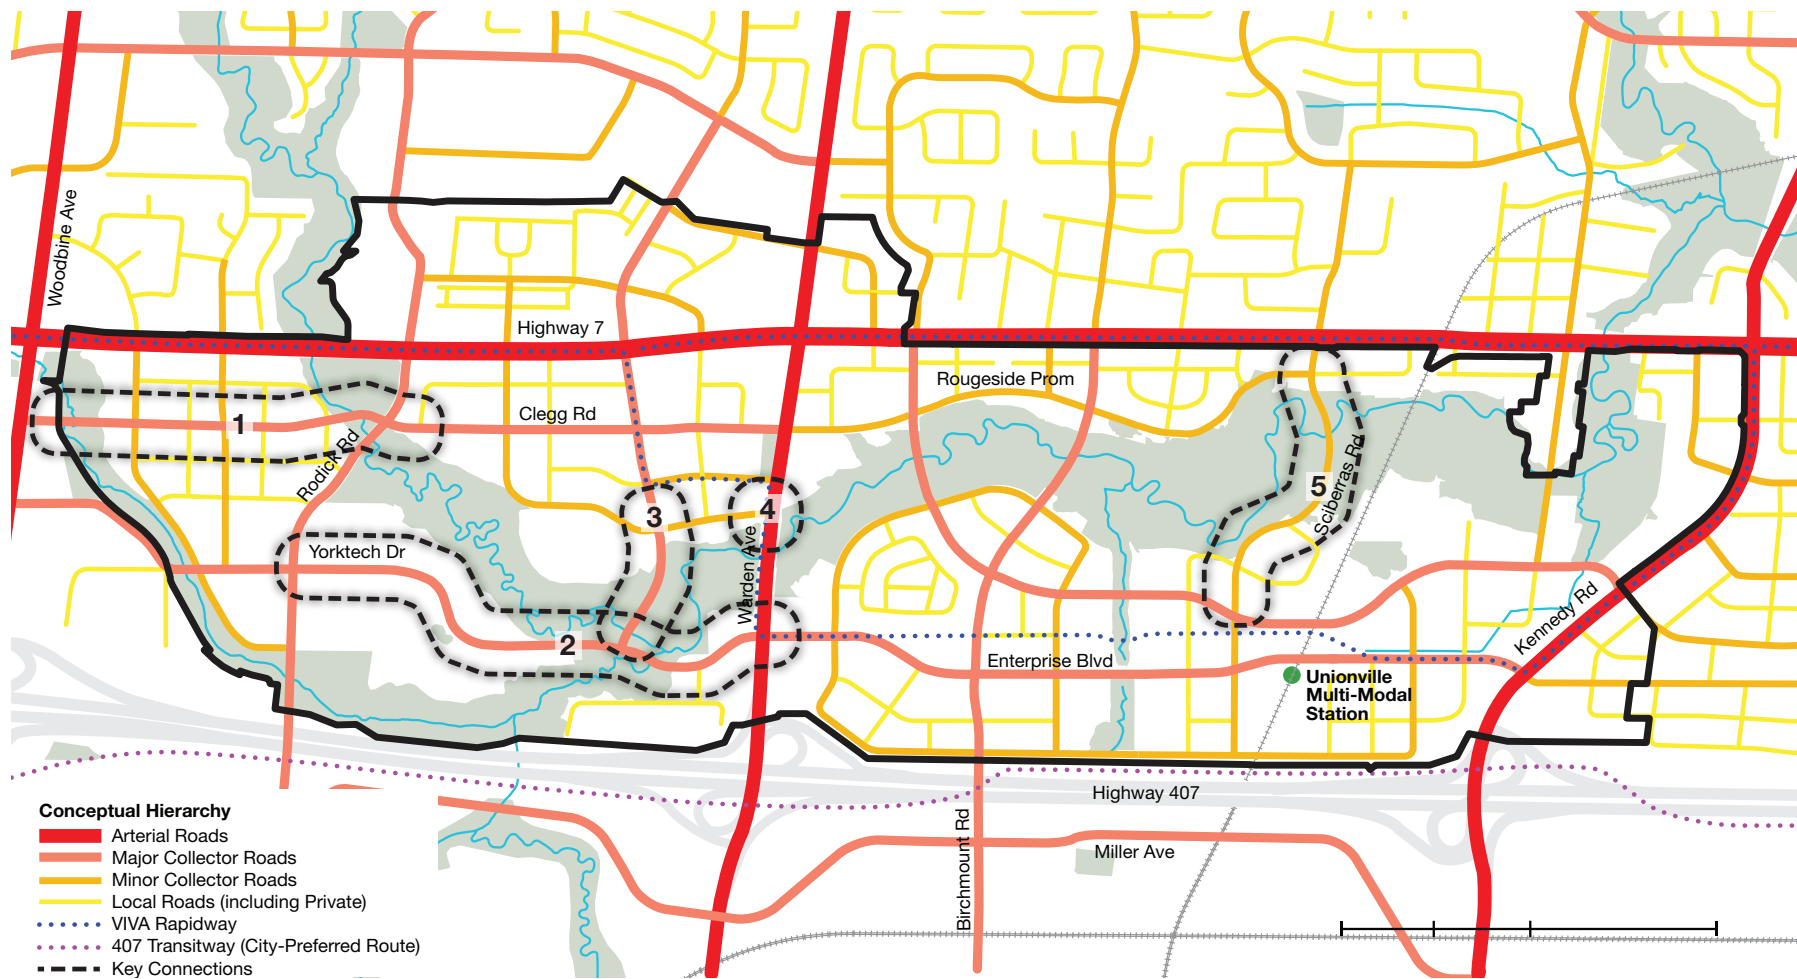 Woodbine Ave
Highway 7
Rougeside Prom
Clegg Rd
1
Rodick Rd
Sciberras Rd
5
3
4
Yorktech Dr
Warden Ave
2
Kennedy Rd
Enterprise Blvd
Unionville
Multi-Modal
Station
Highway 407
Birchmount Rd
Miller Ave
Conceptual Hierarchy
Arterial Roads
Major Collector Roads
Minor Collector Roads
Local Roads (including Private)
VIVA Rapidway
407 Transitway (City-Preferred Route)
Key Connections